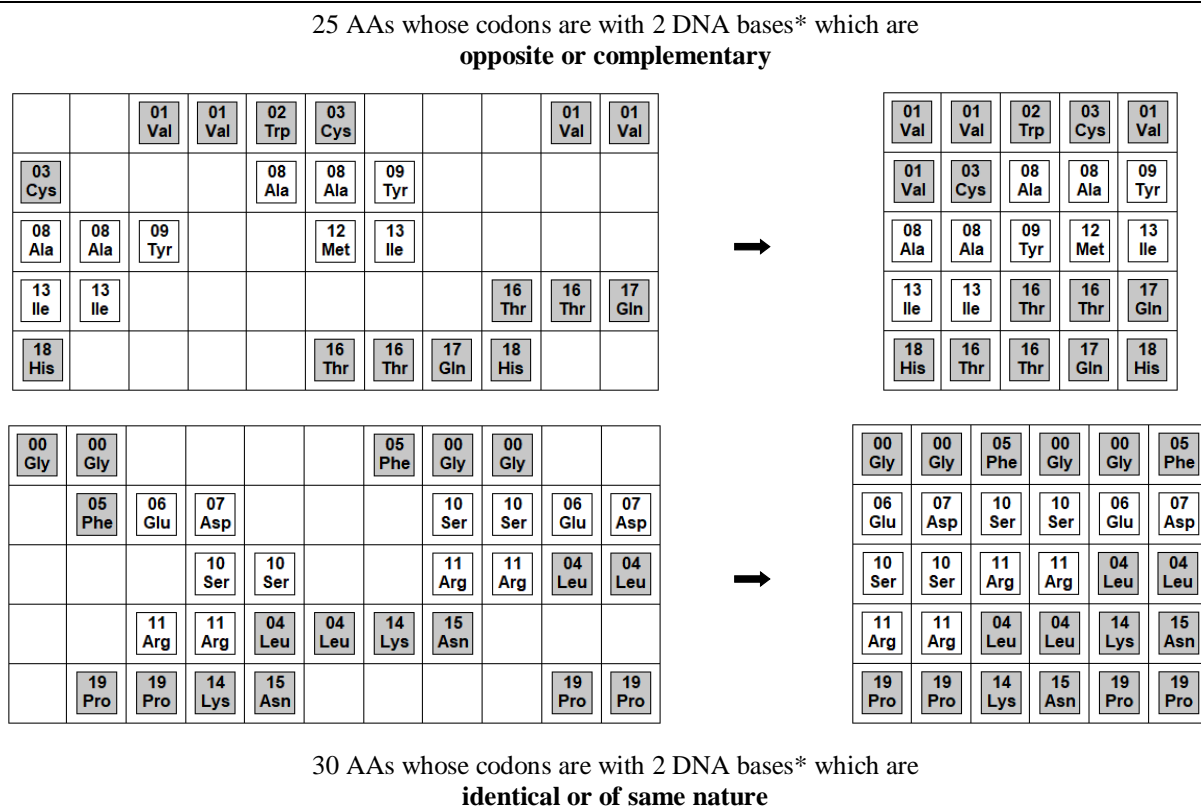 25 AAs whose codons are with 2 DNA bases* which are
opposite or complementary
01 01 02 03 01 01
Val Val Trp Cys Val Val
03 08 08 09
Cys Ala Ala Tyr
08 08 09 12 13
Ala Ala Tyr Met Ile
13 13 16 16 17
Ile Ile Thr Thr Gln
18 16 16 17 18
His Thr Thr Gln His
01 01 02 03 01
Val Val Trp Cys Val
01 03 08 08 09
Val Cys Ala Ala Tyr
08 08 09 12 13
Ala Ala Tyr Met Ile
13 13 16 16 17
Ile Ile Thr Thr Gln
18 16 16 17 18
His Thr Thr Gln His
00 00 05 00 00
Gly Gly Phe Gly Gly
05 06 07 10 10 06 07
Phe Glu Asp Ser Ser Glu Asp
10 10 11 11 04 04
Ser Ser Arg Arg Leu Leu
11 11 04 04 14 15
Arg Arg Leu Leu Lys Asn
19 19 14 15 19 19
Pro Pro Lys Asn Pro Pro
00 00 05 00 00 05
Gly Gly Phe Gly Gly Phe
06 07 10 10 06 07
Glu Asp Ser Ser Glu Asp
10 10 11 11 04 04
Ser Ser Arg Arg Leu Leu
11 11 04 04 14 15
Arg Arg Leu Leu Lys Asn
19 19 14 15 19 19
Pro Pro Lys Asn Pro Pro
30 AAs whose codons are with 2 DNA bases* which are
identical or of same nature